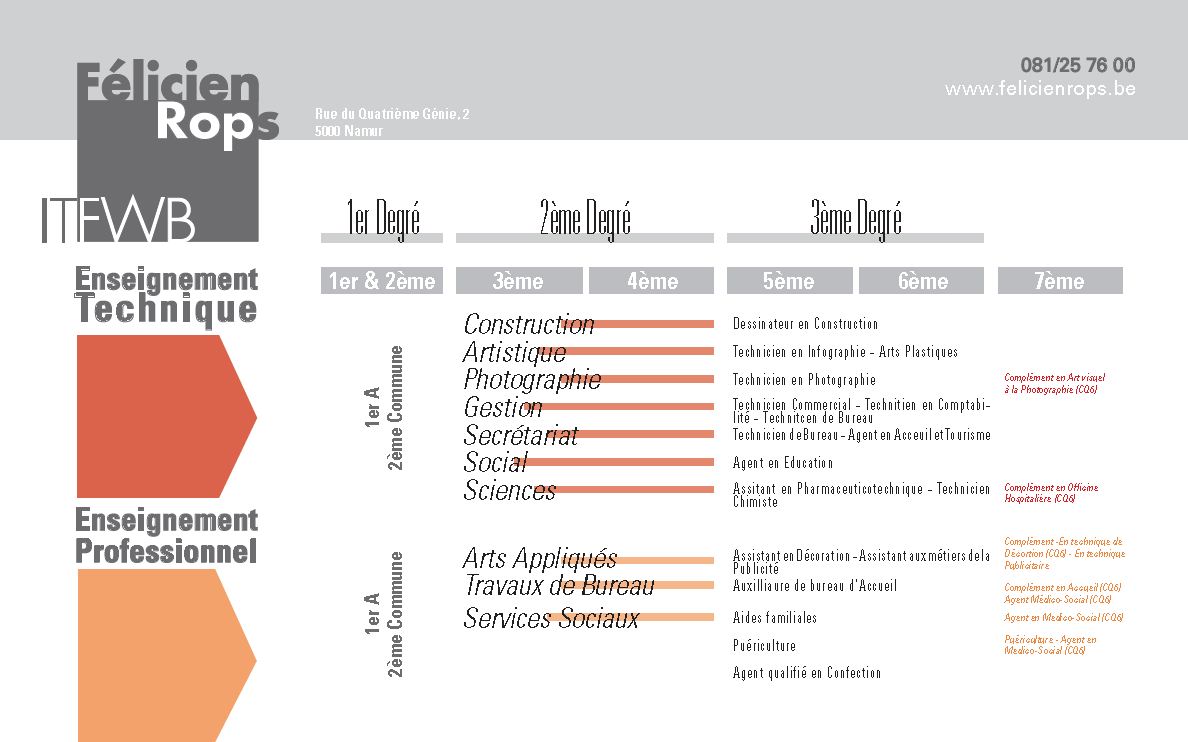 Félicien
Rops
ITFWB
Rue du Quatrième Génie, 2
5000 Namur
081/25 76 00
www.felicienrops.be
1er Degré
2ème Degré
3ème Degré
1er & 2ème
3ème
4ème
5ème
6ème
7ème
Enseignement
Technique
1er A
2ème Commune
Construction
Dessinateur en Construction
Artistique
Technicien en Infographie - Arts Plastiques
Photographie
Technicien en Photographie
Complément en Art visuel
à la Photographie (CQ6)
Gestion
Technicien Commercial - Technitien en Comptabi-
lité - Technitcen de Bureau
Secrétariat
Technicien de Bureau - Agent en Acceuil et Tourisme
Social
Agent en Education
Sciences
Assitant en Pharmaceuticotechnique - Technicien
Chimiste
Complément en Officine
Hospitalière (CQ6)
Enseignement
Professionnel
1er A
2ème Commune
Arts Appliqués
Assistant en Décoration - Assistant aux métiers de la
Publicité
Complément -En technique de
Décortion (CQ6) - En technique
Publicitaire
Travaux de Bureau
Auxilliaure de bureau d'Accueil
Complément en Accueil (CQ6)
Agent Médico-Social (CQ6)
Services Sociaux
Aides familiales
Agent en Medico-Social (CQ6)
Puériculture
Puériculture - Agent en
Medico-Social (CQ6)
Agent qualifié en Confection